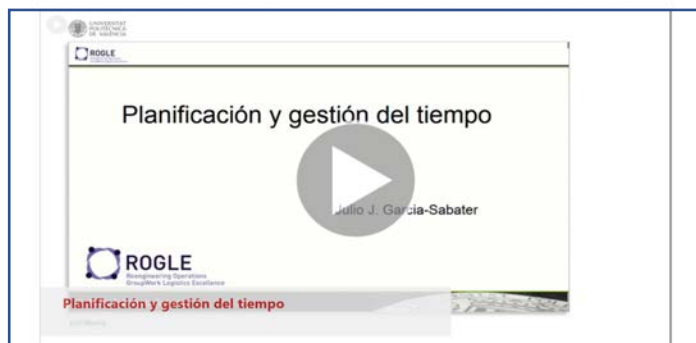 UNIVERSITAT
POLITÈCNICA
DE VALÈNCIA
ROGLE
Planificación y gestión del tiempo
Julio J. Garcia-Sabater
ROGLE
Reengineering Operations
GroupWork Logistics Excellence
Planificación y gestión del tiempo